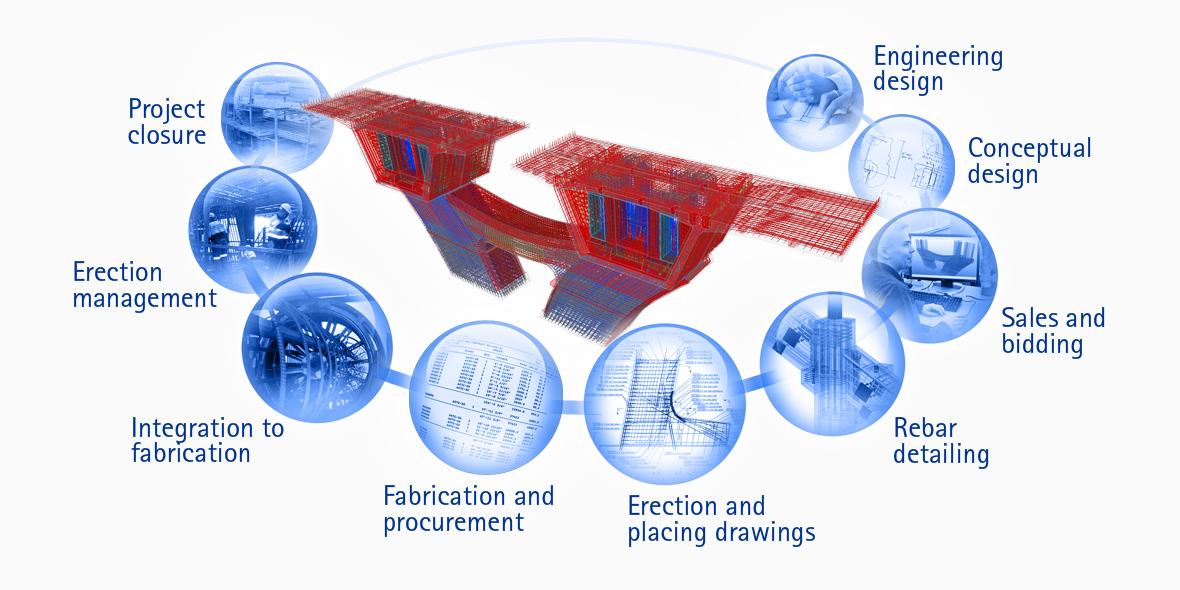 Engineering
design
Conceptual
design
Sales and
bidding
Rebar
detailing
Erection and
placing drawings
Fabrication and
procurement
Integration to
fabrication
Erection
management
Project
closure